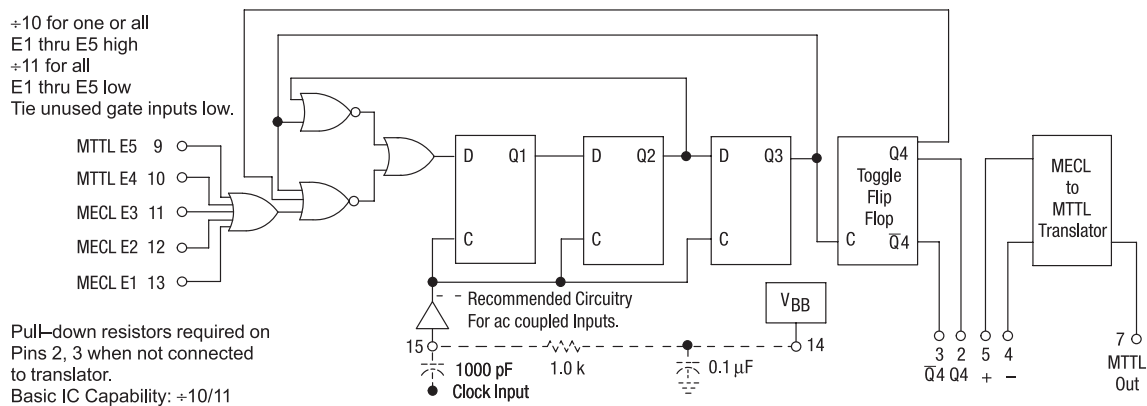 ÷10 for one or all
E1 thru E5 high
÷11 for all
E1 thru E5 low
Tie unused gate inputs low.
MTTL E5 9
MTTL E4 10
MECL E3 11
MECL E2 12
MECL E1 13
D Q1
C
D Q2
C
D Q3
C
Q4
Toggle
Flip
Flop
C Q̅4
MECL
to
MTTL
Translator
Recommended Circuitry
For ac coupled Inputs.
VBB
15
14
1000 pF
1.0 k
0.1 µF
Clock Input
3 2 5 4
Q̅4 Q4 + –
7
MTTL
Out
Pull–down resistors required on
Pins 2, 3 when not connected
to translator.
Basic IC Capability: ÷10/11